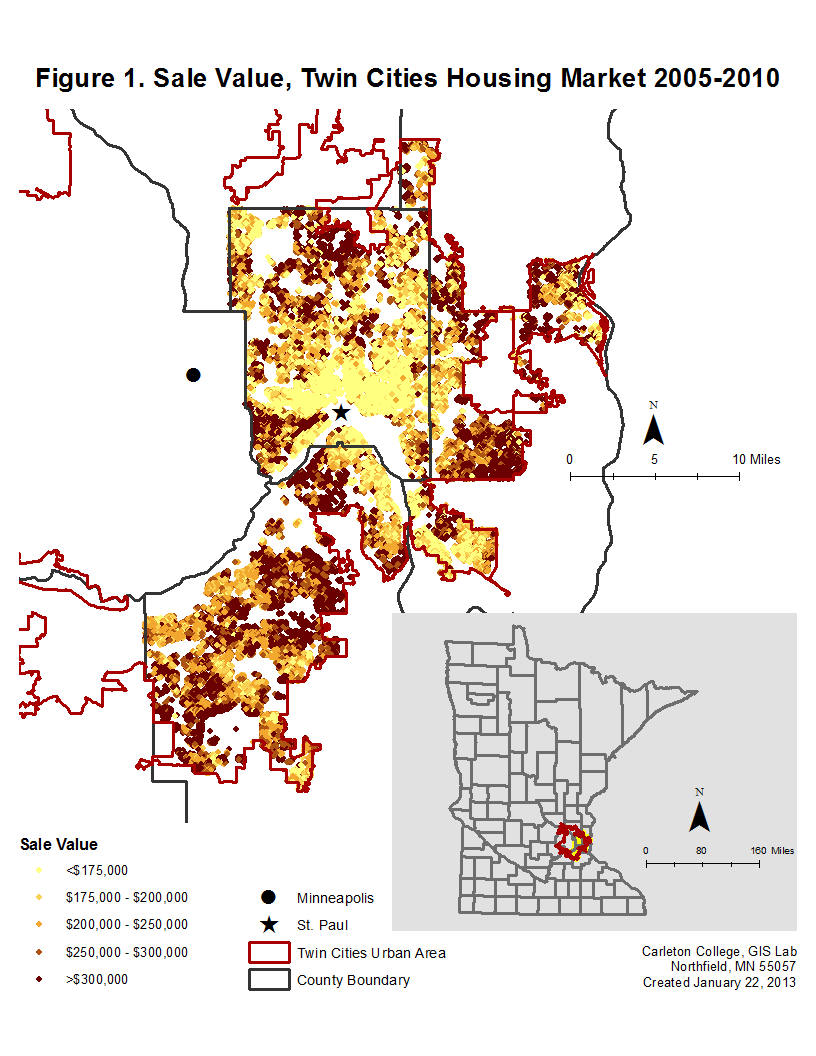 Figure 1. Sale Value, Twin Cities Housing Market 2005-2010
N
0 5 10 Miles
N
0 80 160 Miles
Sale Value
<$175,000
$175,000 - $200,000
$200,000 - $250,000
$250,000 - $300,000
>$300,000
Minneapolis
St. Paul
Twin Cities Urban Area
County Boundary
Carleton College, GIS Lab
Northfield, MN 55057
Created January 22, 2013